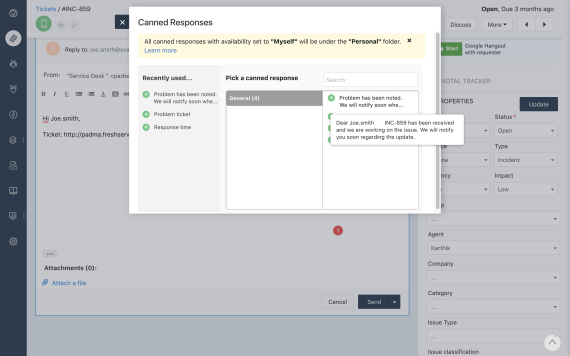 Tickets / #INC-859
Open, Due 3 months ago
Discuss
More
Start
Google Hangout
with requester
Reply to: joe.smith@exa
From: "Service Desk " <padma
Hi Joe.smith,
Ticket: http://padma.freshserv
Canned Responses
All canned responses with availability set to "Myself" will be under the "Personal" folder.
Learn more
Recently used...
Problem has been noted.
We will notify soon whe...
Problem ticket
Response time
Pick a canned response
Search
General (4)
Problem has been noted.
We will notify soon whe...
Dear Joe.smith INC-859 has been received
and we are working on the issue. We will notify
you soon regarding the update.
VOTAL TRACKER
OPERTIES
Update
Status *
Open
Type
Incident
Impact
Low
...
Agent
Karthik
Company
...
Category
...
Issue Type
...
Issue classification
1
Attachments (0):
Attach a file
Cancel
Send